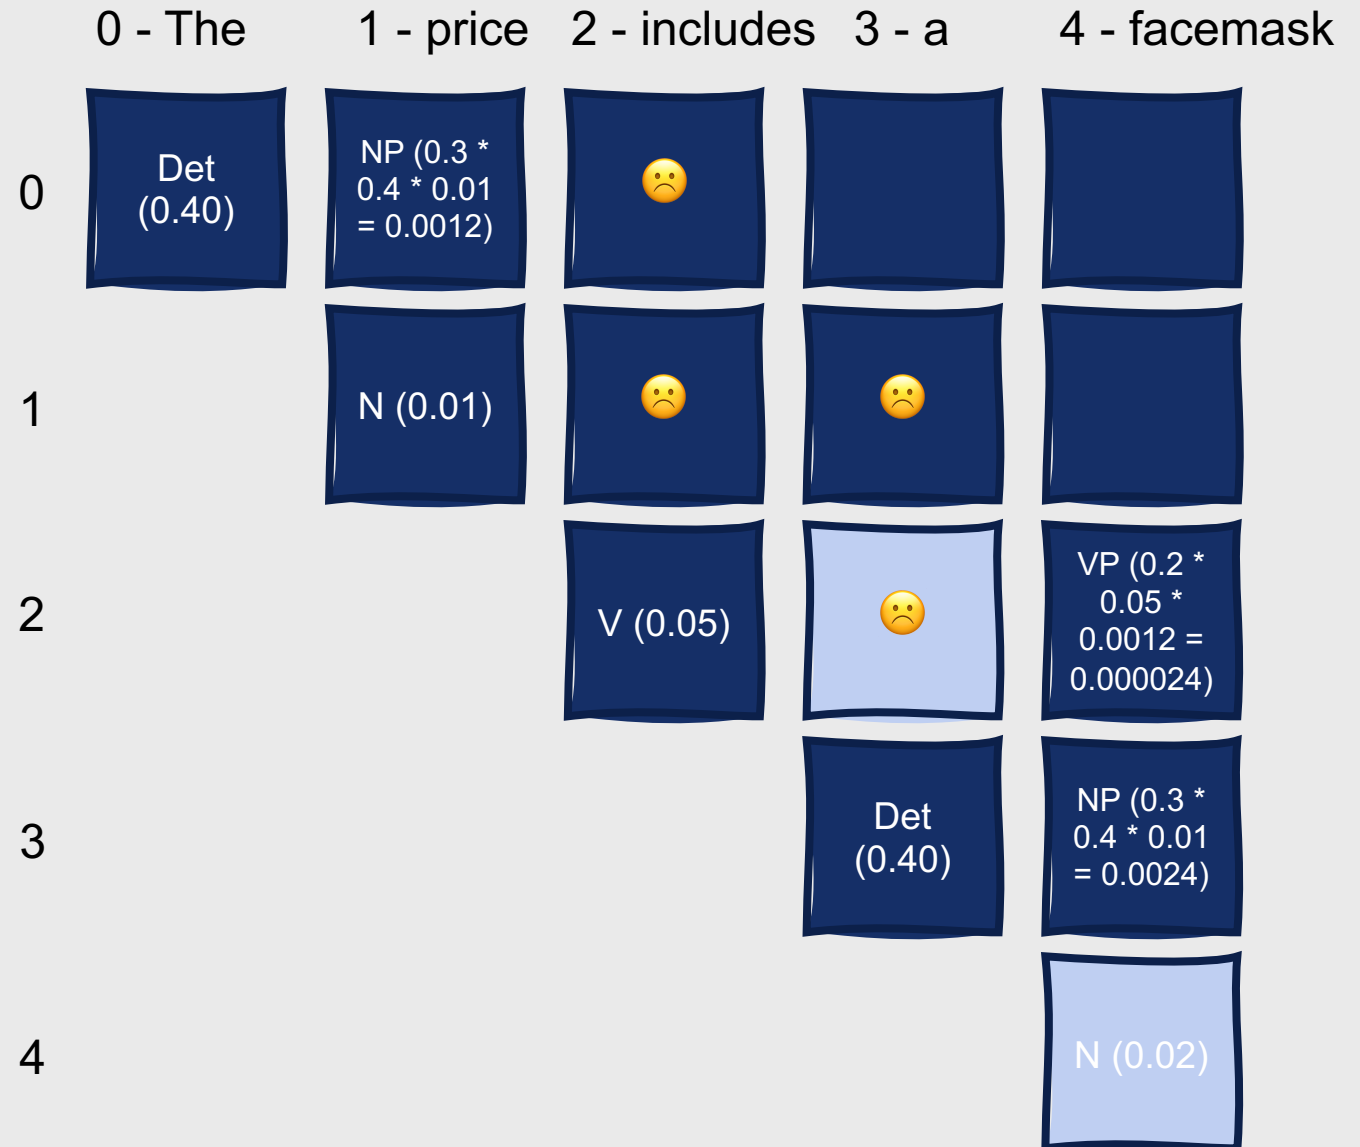 0 - The 1 - price 2 - includes 3 - a 4 - facemask
0
Det
(0.40)
NP (0.3 *
0.4 * 0.01
= 0.0012)
1
N (0.01)
2
V (0.05)
VP (0.2 *
0.05 *
0.0012 =
0.000024)
3
Det
(0.40)
NP (0.3 *
0.4 * 0.01
= 0.0024)
4
N (0.02)